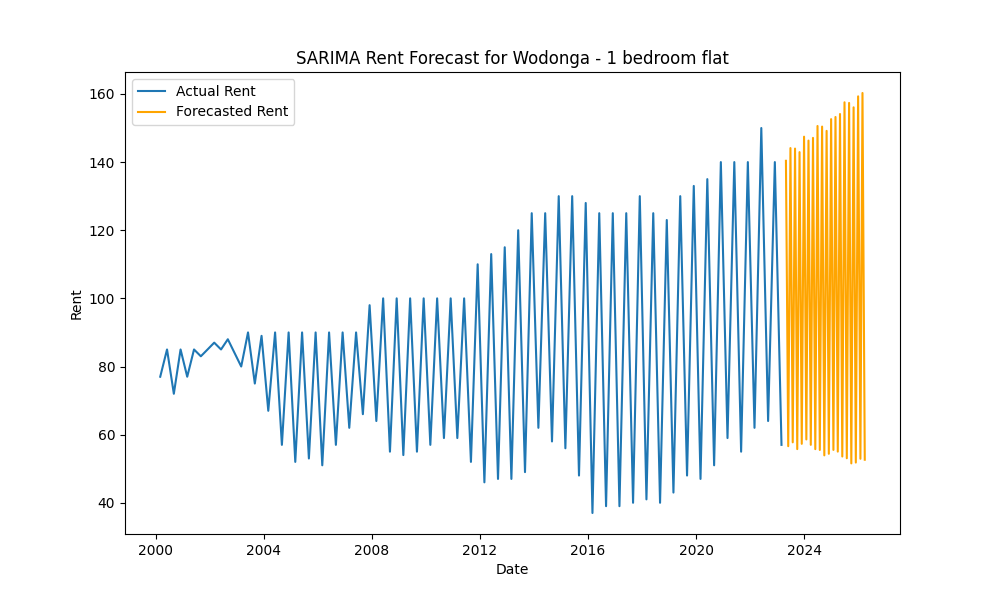 SARIMA Rent Forecast for Wodonga - 1 bedroom flat
Actual Rent
Forecasted Rent
160
140
120
100
80
60
40
Rent
2000 2004 2008 2012 2016 2020 2024
Date